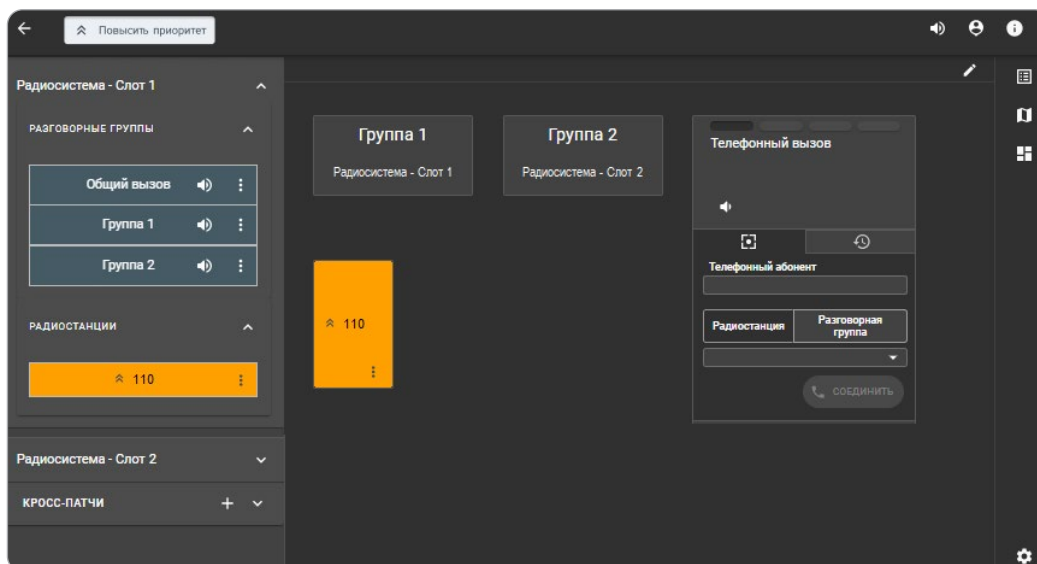 Повысить приоритет
Радиосистема - Слот 1
РАЗГОВОРНЫЕ ГРУППЫ
Общий вызов
Группа 1
Группа 2
РАДИОСТАНЦИИ
110
Радиосистема - Слот 2
КРОСС-ПАТЧИ
Группа 1
Радиосистема - Слот 1
Группа 2
Радиосистема - Слот 2
110
Телефонный вызов
Телефонный абонент
Радиостанция
Разговорная
группа
СОЕДИНИТЬ